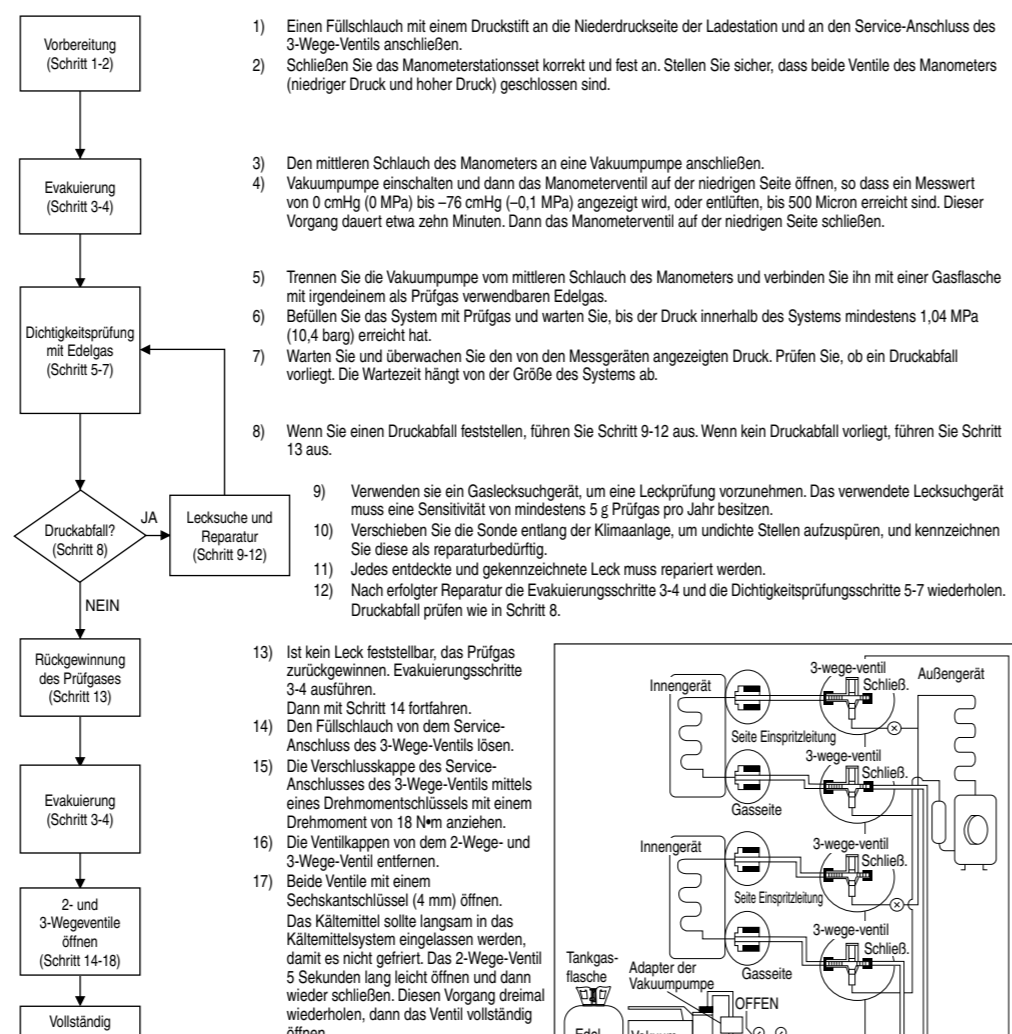 Vorbereitung
(Schritt 1-2)
1) Einen Füllschlauch mit einem Druckstift an die Niederdruckseite der Ladestation und an den Service-Anschluss des
3-Wege-Ventils anschließen.
2) Schließen Sie das Manometerstationsset korrekt und fest an. Stellen Sie sicher, dass beide Ventile des Manometers
(niedriger Druck und hoher Druck) geschlossen sind.
Evakuierung
(Schritt 3-4)
3) Den mittleren Schlauch des Manometers an eine Vakuumpumpe anschließen.
4) Vakuumpumpe einschalten und dann das Manometerventil auf der niedrigen Seite öffnen, so dass ein Messwert
von 0 cmHg (0 MPa) bis –76 cmHg (–0,1 MPa) angezeigt wird, oder entlüften, bis 500 Micron erreicht sind. Dieser
Vorgang dauert etwa zehn Minuten. Dann das Manometerventil auf der niedrigen Seite schließen.
Dichtigkeitsprüfung
mit Edelgas
(Schritt 5-7)
5) Trennen Sie die Vakuumpumpe vom mittleren Schlauch des Manometers und verbinden Sie ihn mit einer Gasflasche
mit irgendeinem als Prüfgas verwendbaren Edelgas.
6) Befüllen Sie das System mit Prüfgas und warten Sie, bis der Druck innerhalb des Systems mindestens 1,04 MPa
(10,4 barg) erreicht hat.
7) Warten Sie und überwachen Sie den von den Messgeräten angezeigten Druck. Prüfen Sie, ob ein Druckabfall
vorliegt. Die Wartezeit hängt von der Größe des Systems ab.
8) Wenn Sie einen Druckabfall feststellen, führen Sie Schritt 9-12 aus. Wenn kein Druckabfall vorliegt, führen Sie Schritt
13 aus.
Druckabfall?
(Schritt 8)
JA
NEIN
Lecksuche und
Reparatur
(Schritt 9-12)
9) Verwenden sie ein Gaslecksuchgerät, um eine Leckprüfung vorzunehmen. Das verwendete Lecksuchgerät
muss eine Sensitivität von mindestens 5 g Prüfgas pro Jahr besitzen.
10) Verschieben Sie die Sonde entlang der Klimaanlage, um undichte Stellen aufzuspüren, und kennzeichnen
Sie diese als reparaturbedürftig.
11) Jedes entdeckte und gekennzeichnete Leck muss repariert werden.
12) Nach erfolgter Reparatur die Evakuierungsschritte 3-4 und die Dichtigkeitsprüfungsschritte 5-7 wiederholen.
Druckabfall prüfen wie in Schritt 8.
Rückgewinnung
des Prüfgases
(Schritt 13)
Evakuierung
(Schritt 3-4)
2- und
3-Wegeventile
öffnen
(Schritt 14-18)
Vollständig
13) Ist kein Leck feststellbar, das Prüfgas
zurückgewinnen. Evakuierungsschritte
3-4 ausführen.
Dann mit Schritt 14 fortfahren.
14) Den Füllschlauch von dem Service-
Anschluss des 3-Wege-Ventils lösen.
15) Die Verschlusskappe des Service-
Anschlusses des 3-Wege-Ventils mittels
eines Drehmomentschlüssels mit einem
Drehmoment von 18 N•m anziehen.
16) Die Ventilkappen von dem 2-Wege- und
3-Wege-Ventil entfernen.
17) Beide Ventile mit einem
Sechskantschlüssel (4 mm) öffnen.
Das Kältemittel sollte langsam in das
Kältemittelsystem eingelassen werden,
damit es nicht gefriert. Das 2-Wege-Ventil
5 Sekunden lang leicht öffnen und dann
wieder schließen. Diesen Vorgang dreimal
wiederholen, dann das Ventil vollständig
öffnen
Innengerät
3-wege-ventil
Schließ.
Außengerät
Seite Einspritzleitung
3-wege-ventil
Schließ.
Gasseite
Innengerät
3-wege-ventil
Schließ.
Seite Einspritzleitung
3-wege-ventil
Schließ.
Gasseite
Tankgas-
flasche
Adapter der
Vakuumpumpe
OFFEN
Edel-
Vakuum-